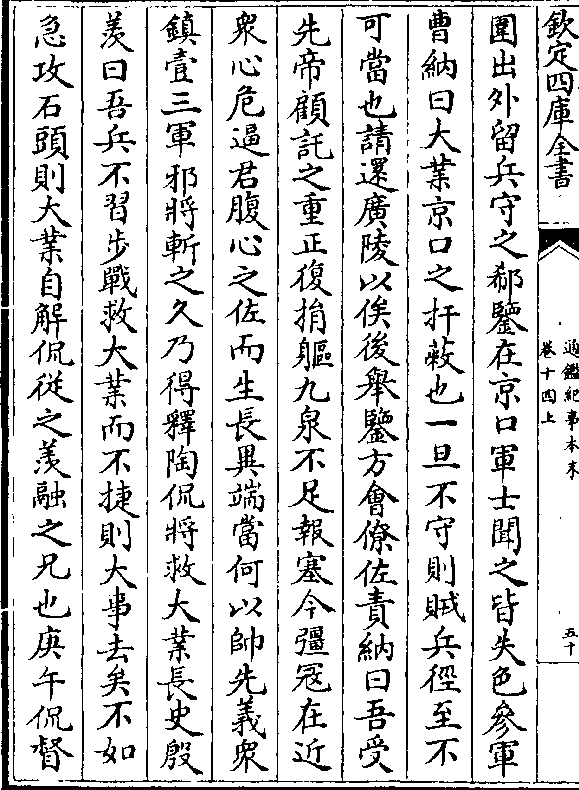 欽定四庫全書
通鑑紀事本末
卷十四上
五十
圍出外留兵守之郗鑒在京口軍士聞之皆失色參軍
曹納曰大業京口之扞蔽也一旦不守則賊兵徑至不
可當也請還廣陵以俟後舉鑒方會僚佐責納曰吾受
先帝顧託之重正復捐軀九泉不足報塞今彊冦在近
衆心危逼君腹心之佐而生長異端當何以帥先義衆
鎮壹三軍邪將斬之久乃得釋陶侃將救大業長史殷
羨曰吾兵不習步戰救大業而不捷則大事去矣不如
急攻石頭則大業自解侃從之羨融之兄也庚午侃督